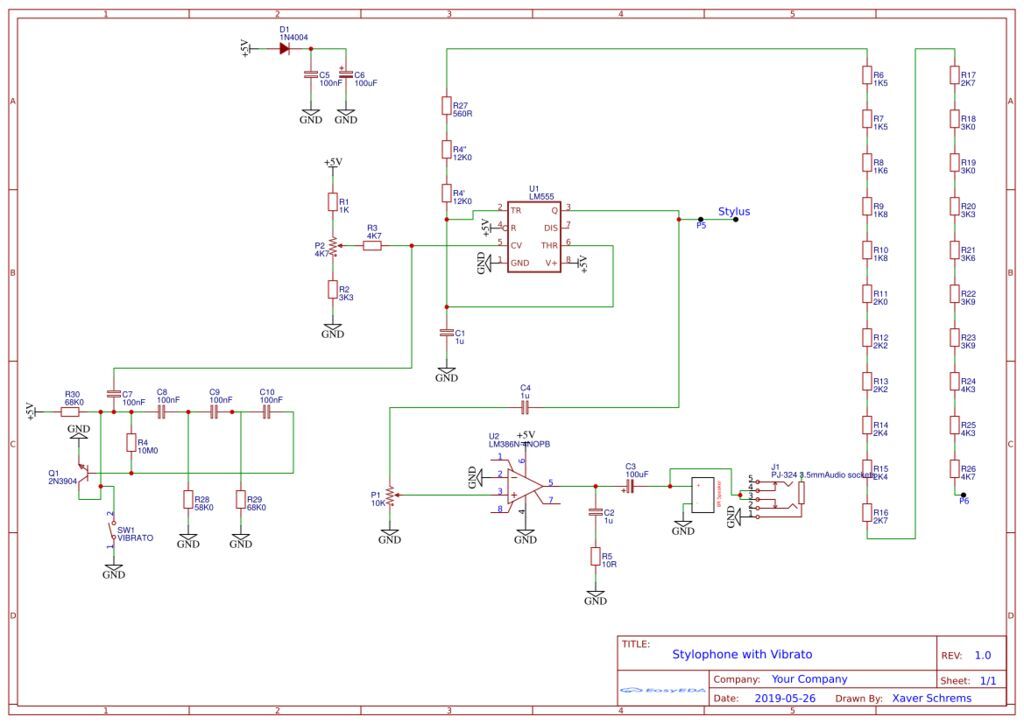 1 2 3 4 5
A A
B B
C C
D D
D1
1N4004
+5V
C5
100nF
C6
100uF
GND GND
+5V
R1
1K
P2
4K7
R3
4K7
R2
3K3
GND
R27
560R
R4"
12K0
R4'
12K0
U1
LM555
2 TR Q 3
+5V 4 R DIS 7
5 CV THR 6
GND 1 GND V+ 8 +5V
C1
1u
GND
Stylus
P5
R6
1K5
R7
1K5
R8
1K6
R9
1K8
R10
1K8
R11
2K0
R12
2K2
R13
2K2
R14
2K4
R15
2K4
R16
2K7
R17
2K7
R18
3K0
R19
3K0
R20
3K3
R21
3K6
R22
3K9
R23
3K9
R24
4K3
R25
4K3
R26
4K7
P6
R30
68K0
+5V
C7
100nF
C8
100nF
C9
100nF
C10
100nF
GND
R4
10M0
Q1
2N3904
R28
58K0
R29
68K0
GND GND
2
SW1
VIBRATO
1
GND
C4
1u
U2
LM386N-4NOPB
+5V
1
6
GND 2
3
5
7
8
4
GND
P1
10K
GND
C3
100uF
C2
1u
R5
10R
GND
8R Speaker
GND
J1
PJ-324 3.5mmAudio socket
5
4
3
2
1
GND
TITLE:
Stylophone with Vibrato
REV: 1.0
EasyEDA
Company: Your Company
Sheet: 1/1
Date: 2019-05-26 Drawn By: Xaver Schrems
1 2 3 4 5